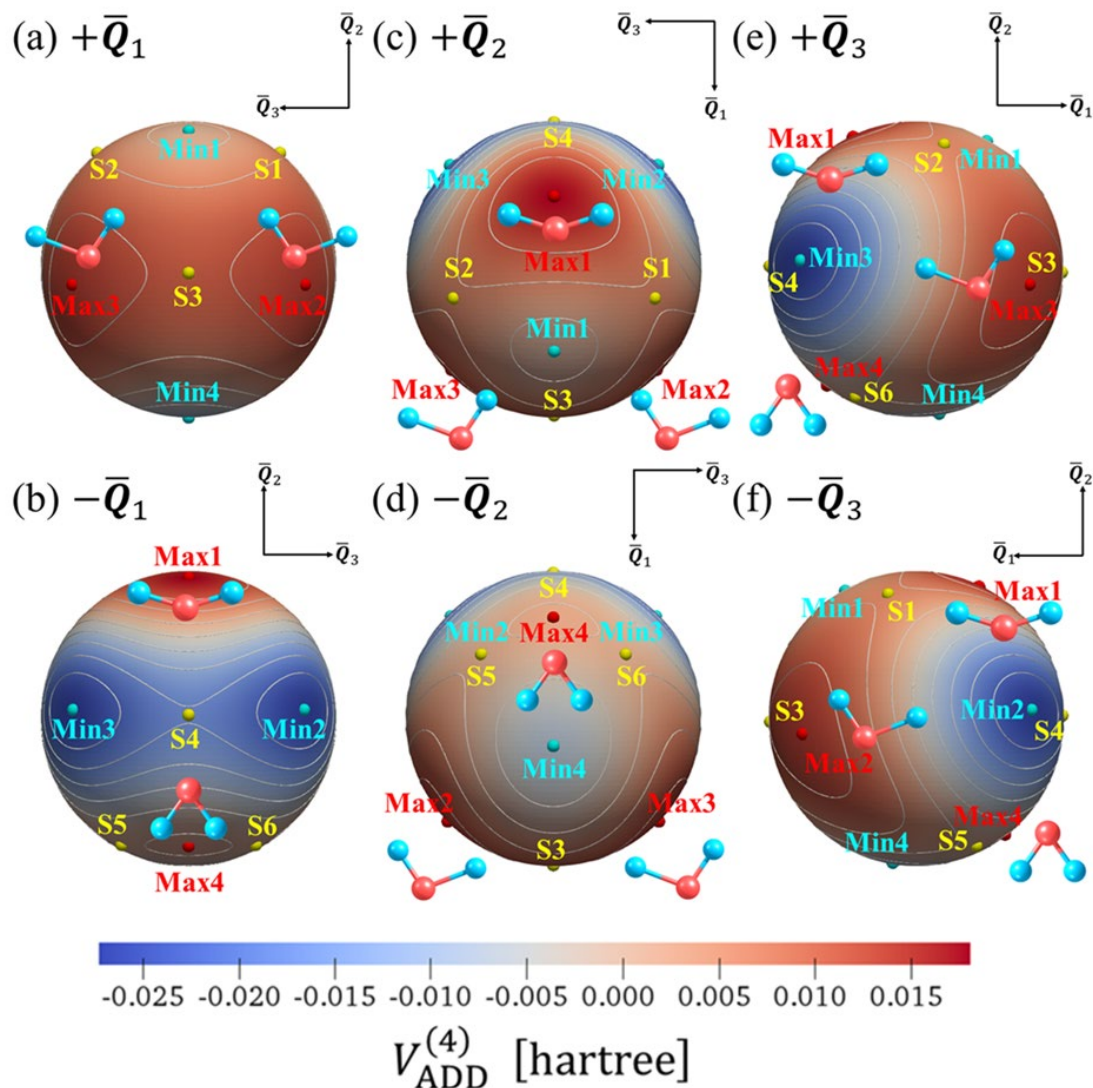 (a) +Q̄₁
Q̄₂
Q̄₃
Min1
S2
S1
Max3
S3
Max2
Min4
(c) +Q̄₂
Q̄₃
Q̄₁
S4
Min3
Min2
Max1
S2
S1
Min1
Max3
S3
Max2
(e) +Q̄₃
Q̄₂
Q̄₁
Max1
S2
Min1
Min3
S4
S3
Max3
Max4
S6
Min4
(b) −Q̄₁
Q̄₂
Q̄₃
Max1
Min3
S4
Min2
S5
S6
Max4
(d) −Q̄₂
Q̄₃
Q̄₁
S4
Min2
Max4
Min3
S5
S6
Min4
Max2
S3
Max3
(f) −Q̄₃
Q̄₂
Q̄₁
Min1
S1
Max1
S3
Max2
Min2
S4
Min4
S5
Max4
-0.025 -0.020 -0.015 -0.010 -0.005 0.000 0.005 0.010 0.015
V_ADD^(4) [hartree]